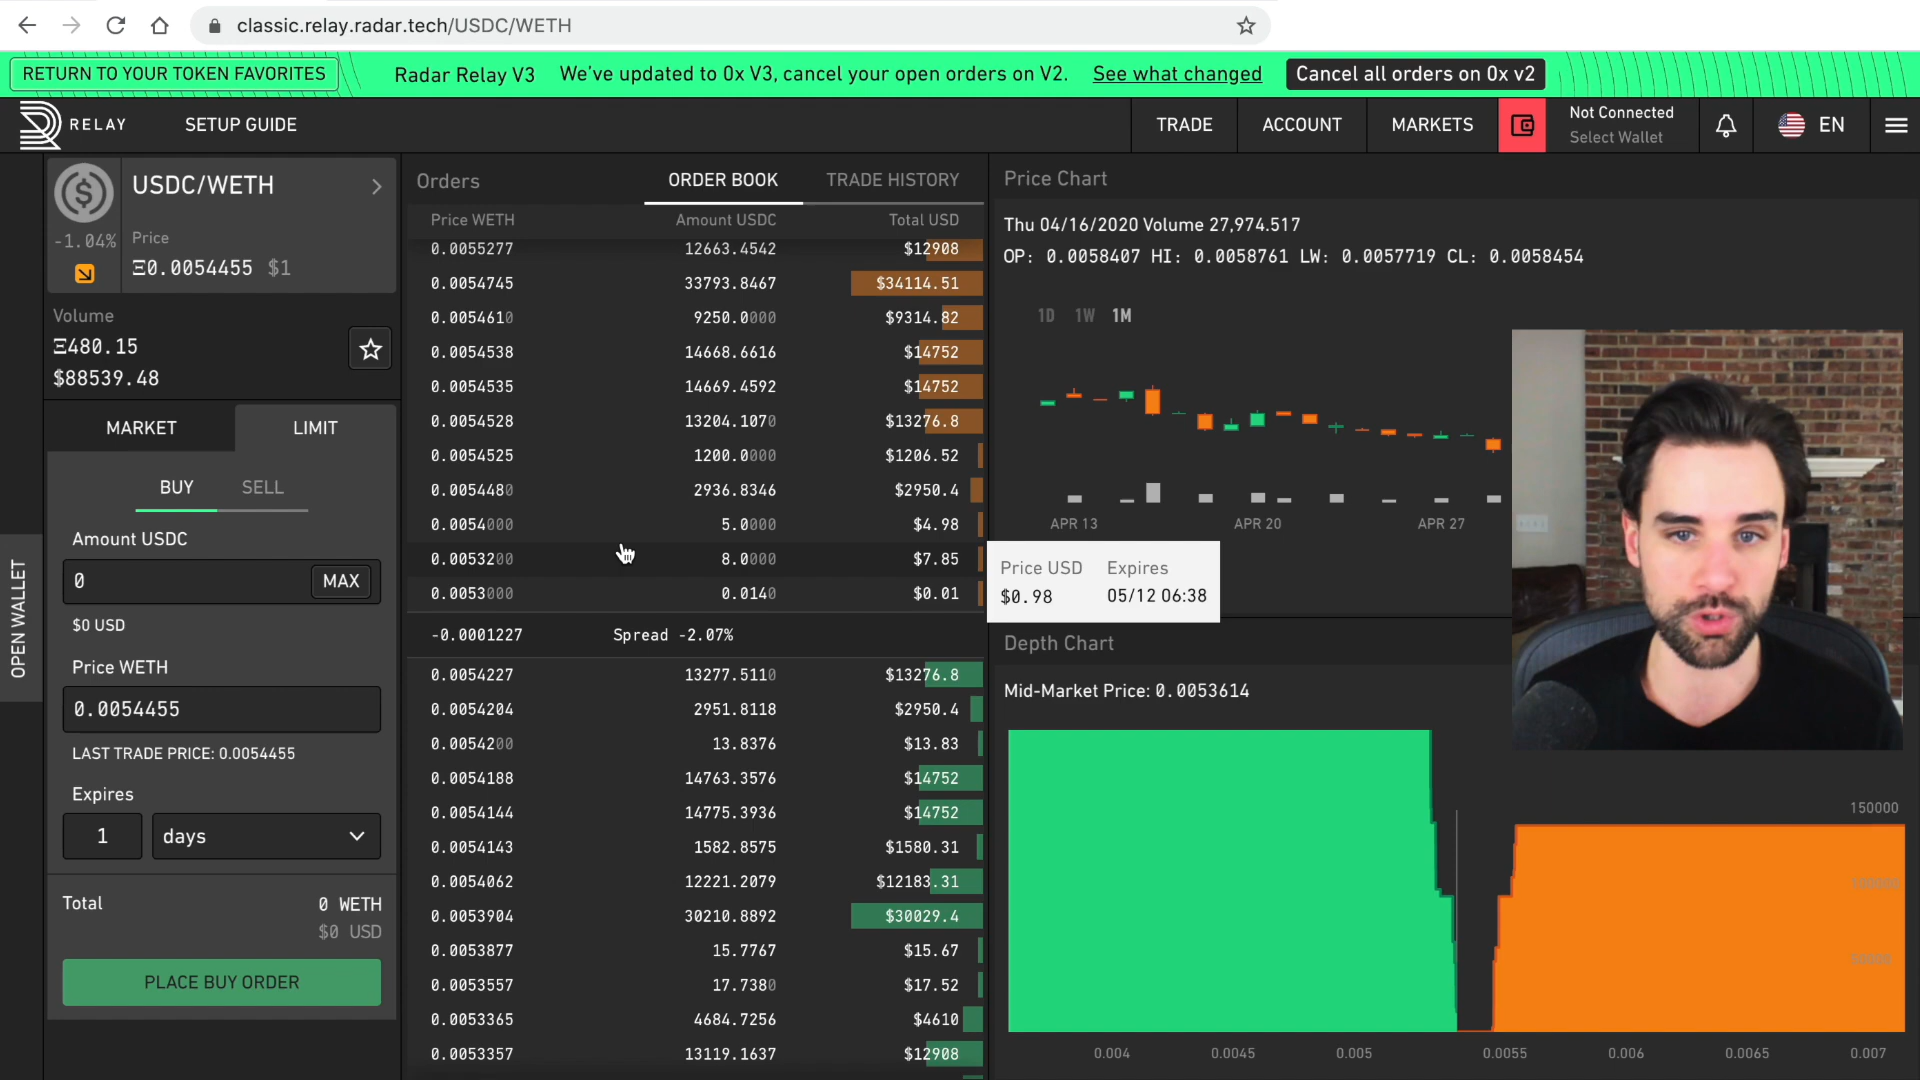 classic.relay.radar.tech/USDC/WETH
RETURN TO YOUR TOKEN FAVORITES
Radar Relay V3 We've updated to 0x V3, cancel your open orders on V2. See what changed Cancel all orders on 0x v2
RELAY
SETUP GUIDE
TRADE
ACCOUNT
MARKETS
Not Connected
Select Wallet
EN
OPEN WALLET
USDC/WETH
-1.04%
Price
Ξ0.0054455 $1
Volume
Ξ480.15
$88539.48
MARKET
LIMIT
BUY
SELL
Amount USDC
0 MAX
$0 USD
Price WETH
0.0054455
LAST TRADE PRICE: 0.0054455
Expires
1 days
Total 0 WETH
$0 USD
PLACE BUY ORDER
Orders ORDER BOOK TRADE HISTORY
Price WETH Amount USDC Total USD
0.0055277 12663.4542 $12908
0.0054745 33793.8467 $34114.51
0.0054610 9250.0000 $9314.82
0.0054538 14668.6616 $14752
0.0054535 14669.4592 $14752
0.0054528 13204.1070 $13276.8
0.0054525 1200.0000 $1206.52
0.0054480 2936.8346 $2950.4
0.0054000 5.0000 $4.98
0.0053200 8.0000 $7.85
0.0053000 0.0140 $0.01
-0.0001227 Spread -2.07%
0.0054227 13277.5110 $13276.8
0.0054204 2951.8118 $2950.4
0.0054200 13.8376 $13.83
0.0054188 14763.3576 $14752
0.0054144 14775.3936 $14752
0.0054143 1582.8575 $1580.31
0.0054062 12221.2079 $12183.31
0.0053904 30210.8892 $30029.4
0.0053877 15.7767 $15.67
0.0053557 17.7380 $17.52
0.0053365 4684.7256 $4610
0.0053357 13119.1637 $12908
Price Chart
Thu 04/16/2020 Volume 27,974.517
OP: 0.0058407 HI: 0.0058761 LW: 0.0057719 CL: 0.0058454
1D 1W 1M
APR 13 APR 20 APR 27
Price USD Expires
$0.98 05/12 06:38
Depth Chart
Mid-Market Price: 0.0053614
150000
0.004 0.0045 0.005 0.0055 0.006 0.0065 0.007